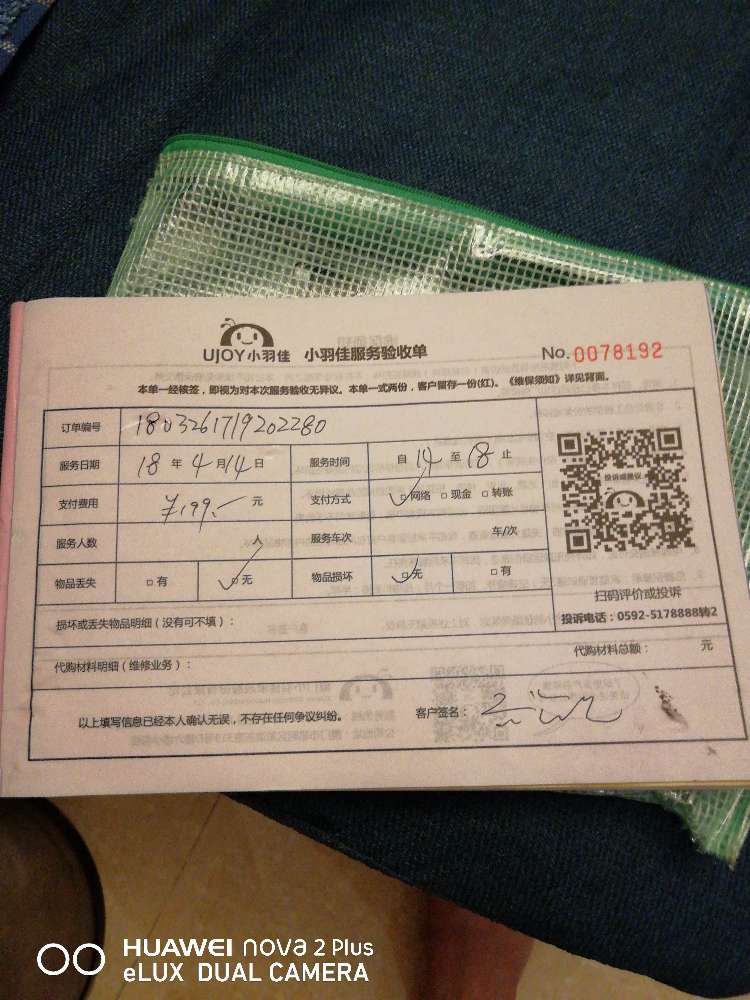 UJOY小羽佳 小羽佳服务验收单 No.0078192
本单一经核签，即视为对本次服务验收无异议。本单一式两份，客户留存一份(红)。《维保须知》详见背面。
订单编号 1803261719202280
服务日期 18 年 4 月 14 日 服务时间 自 14 至 18 止
支付费用 ¥199.- 元 支付方式 ✓□网络 □现金 □转账
服务人数 人 服务车次 车/次
物品丢失 □有 ✓□无 物品损坏 ✓□无 □有
投诉或建议
扫码评价或投诉
投诉电话：0592-5178888转2
损坏或丢失物品明细（没有可不填）：
代购材料明细（维修业务）： 代购材料总额： 元
以上填写信息已经本人确认无误，不存在任何争议纠纷。 客户签名：
HUAWEI nova 2 Plus
eLUX DUAL CAMERA